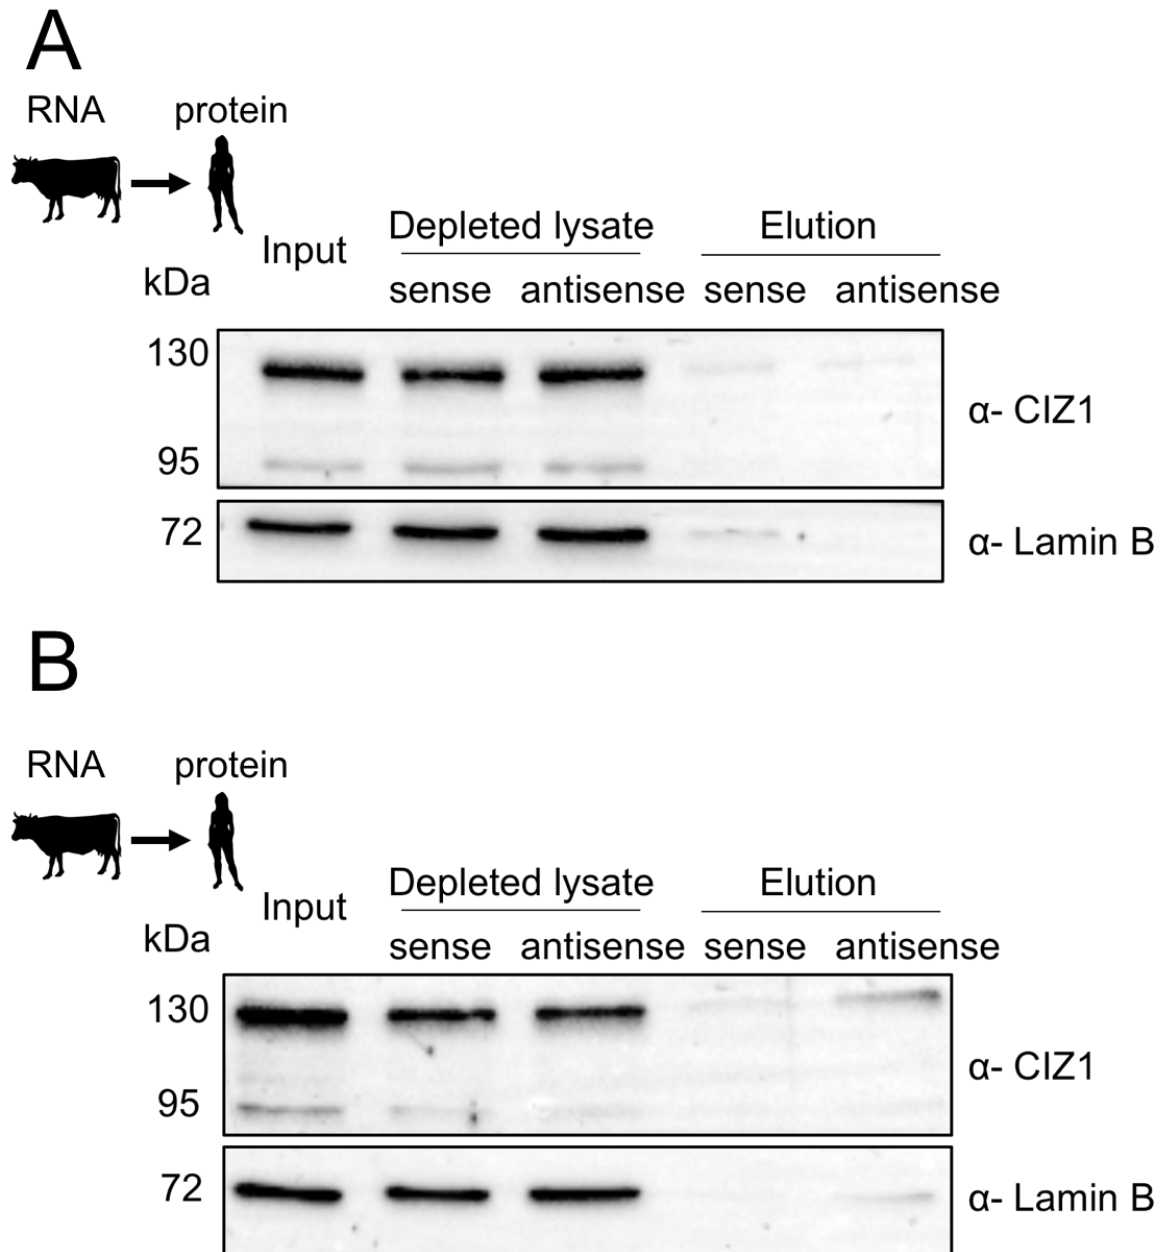 A
RNA protein
Depleted lysate Elution
Input
kDa sense antisense sense antisense
130
α- CIZ1
95
72 α- Lamin B
B
RNA protein
Depleted lysate Elution
Input
kDa sense antisense sense antisense
130
α- CIZ1
95
72 α- Lamin B